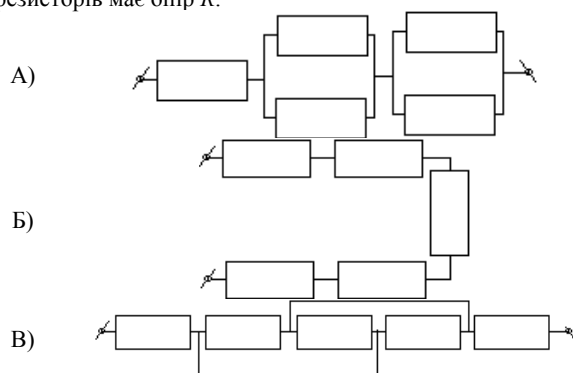 резисторів має опір R.
А)
Б)
В)